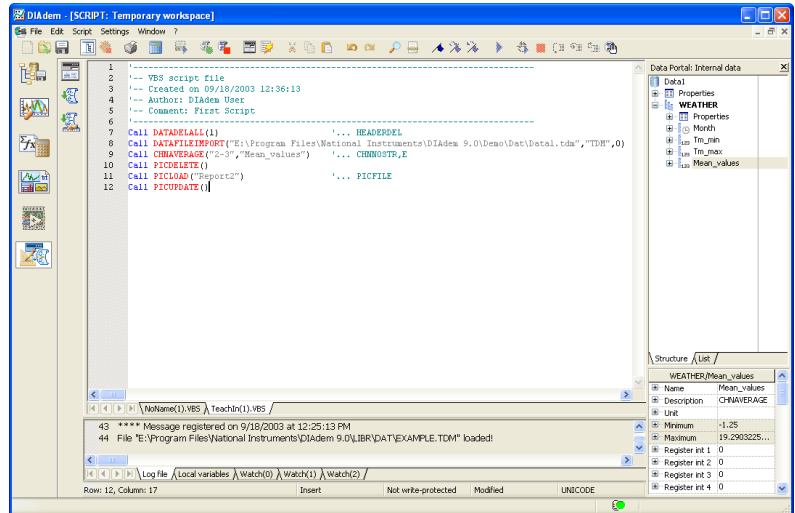 DIAdem - [SCRIPT: Temporary workspace]
File Edit Script Settings Window ?
1 '--------------------------------------------------------------------------------
2 '-- VBS script file
3 '-- Created on 09/18/2003 12:36:13
4 '-- Author: DIAdem User
5 '-- Comment: First Script
6 '--------------------------------------------------------------------------------
7 Call DATADELALL(1) '... HEADERDEL
8 Call DATAFILEIMPORT("E:\Program Files\National Instruments\DIAdem 9.0\Demo\Dat\Data1.tdm","TDM",0)
9 Call CHNAVERAGE("2-3","Mean_values") '... CHNNOSTR,E
10 Call PICDELETE()
11 Call PICLOAD("Report2") '... PICFILE
12 Call PICUPDATE()
NoName(1).VBS TeachIn(1).VBS
43 **** Message registered on 9/18/2003 at 12:25:13 PM
44 File "E:\Program Files\National Instruments\DIAdem 9.0\LIBR\DAT\EXAMPLE.TDM" loaded!
Log file Local variables Watch(0) Watch(1) Watch(2)
Row: 12, Column: 17 Insert Not write-protected Modified UNICODE
Data Portal: Internal data
Data1
Properties
WEATHER
Properties
Month
Tm_min
Tm_max
Mean_values
Structure List
WEATHER/Mean_values
Name Mean_values
Description CHNAVERAGE
Unit
Minimum -1.25
Maximum 19.2903225...
Register int 1 0
Register int 2 0
Register int 3 0
Register int 4 0